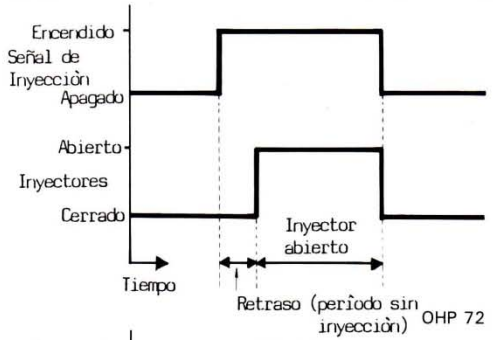 Encendido
Señal de
Inyecciòn
Apagado
Abierto
Inyectores
Cerrado
Inyector
abierto
Tiempo
Retraso (perìodo sin
inyecciòn)
OHP 72